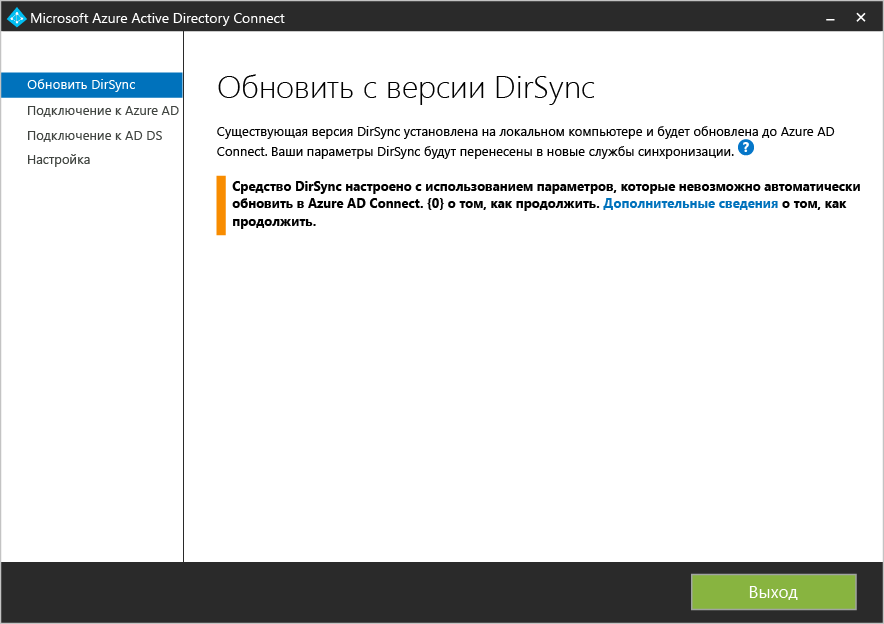 Microsoft Azure Active Directory Connect
Обновить DirSync
Подключение к Azure AD
Подключение к AD DS
Настройка
Обновить с версии DirSync
Существующая версия DirSync установлена на локальном компьютере и будет обновлена до Azure AD
Connect. Ваши параметры DirSync будут перенесены в новые службы синхронизации. ?
Средство DirSync настроено с использованием параметров, которые невозможно автоматически
обновить в Azure AD Connect. {0} о том, как продолжить. Дополнительные сведения о том, как
продолжить.
Выход